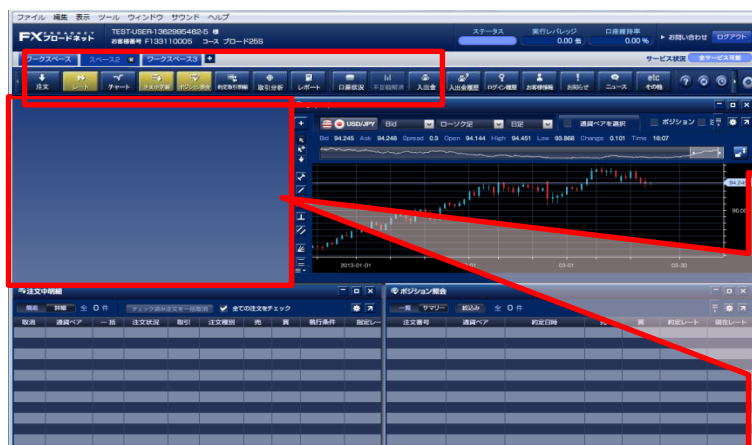 ファイル 編集 表示 ツール ウィンドウ サウンド ヘルプ
FXブロードネット
TEST-USER-1362995462-5 様
お客様番号 F133110005 コース ブロード25S
ステータス 実行レバレッジ 0.00 倍 口座維持率 0.00 %
お問い合わせ ログアウト
ワークスペース スペース2 ワークスペース3
サービス状況 全サービス可能
注文 レート チャート 注文中明細 ポジション照会 約定取引明細 取引分析 レポート 口座状況 不足額解消 入出金 入出金履歴 ログイン履歴 お客様情報 お知らせ ニュース etc その他
USD/JPY Bid ローソク足 日足 通貨ペアを選択 ポジション
Bid 94.245 Ask 94.248 Spread 0.3 Open 94.144 High 94.451 Low 93.868 Change 0.101 Time 16:07
94.245
90.00
2013-01-01 03-01 03-30
注文中明細
簡易 詳細 全 0 件 チェック済み注文を一括取消 全ての注文をチェック
取消 通貨ペア 一括 注文状況 取引 注文種別 売 買 執行条件 指定レー
ポジション照会
一覧 サマリー 絞込み 全 0 件
注文番号 通貨ペア 約定日時 買 約定レート 現在レート